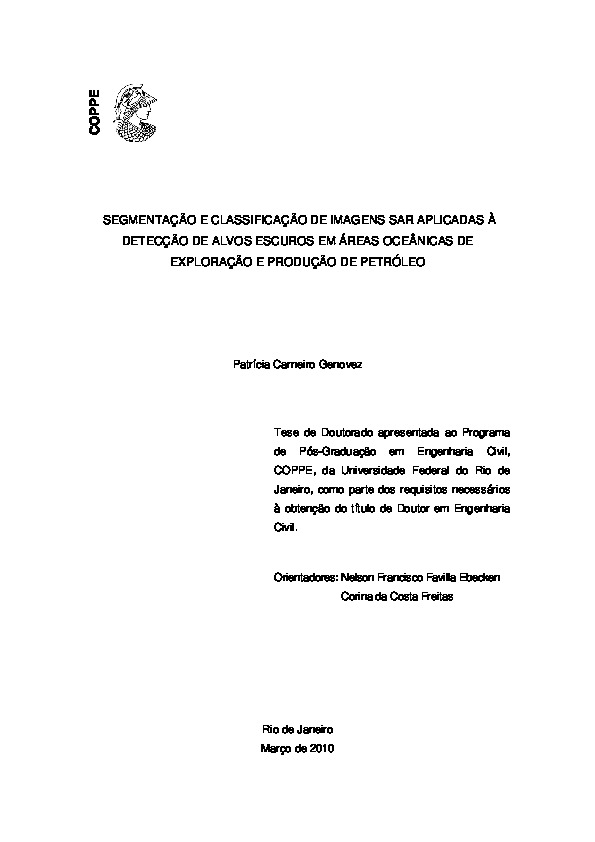 COPPE
SEGMENTAÇÃO E CLASSIFICAÇÃO DE IMAGENS SAR APLICADAS À
DETECÇÃO DE ALVOS ESCUROS EM ÁREAS OCEÂNICAS DE
EXPLORAÇÃO E PRODUÇÃO DE PETRÓLEO
Patrícia Carneiro Genovez
Tese de Doutorado apresentada ao Programa
de Pós-Graduação em Engenharia Civil,
COPPE, da Universidade Federal do Rio de
Janeiro, como parte dos requisitos necessários
à obtenção do título de Doutor em Engenharia
Civil.
Orientadores: Nelson Francisco Favilla Ebecken
Corina da Costa Freitas
Rio de Janeiro
Março de 2010